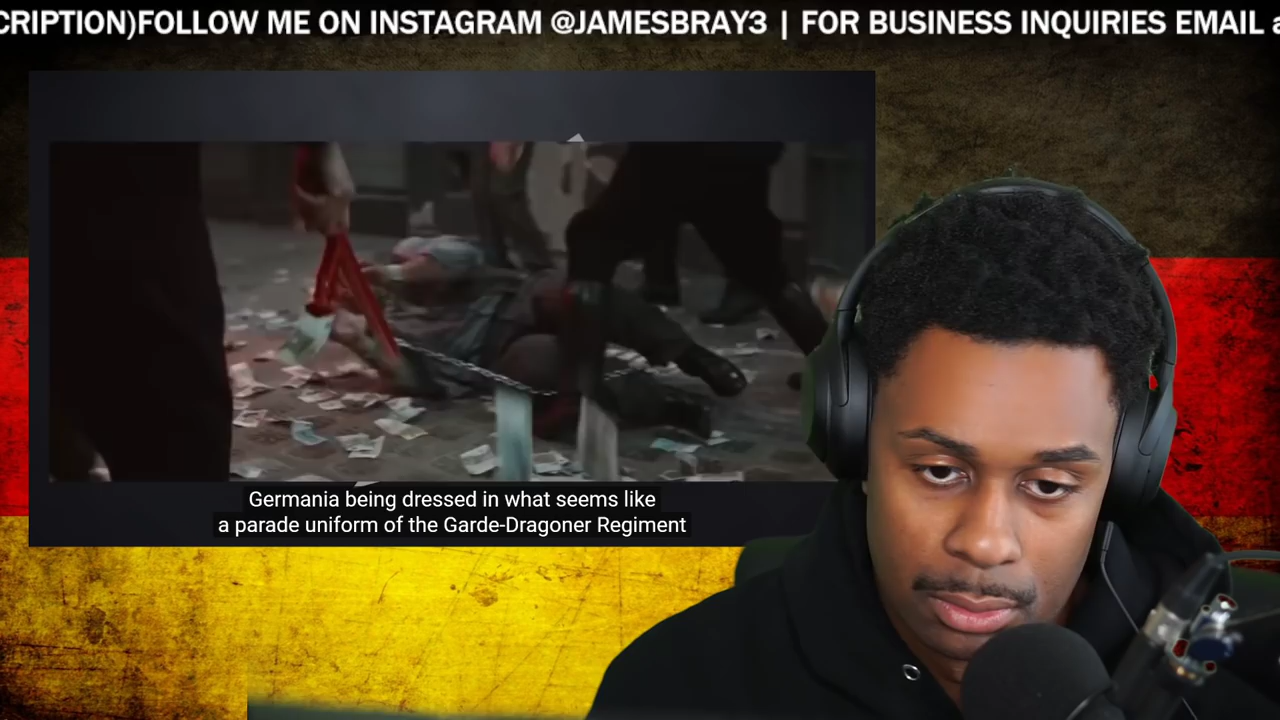 CRIPTION)FOLLOW ME ON INSTAGRAM @JAMESBRAY3 | FOR BUSINESS INQUIRIES EMAIL a
Germania being dressed in what seems like
a parade uniform of the Garde-Dragoner Regiment